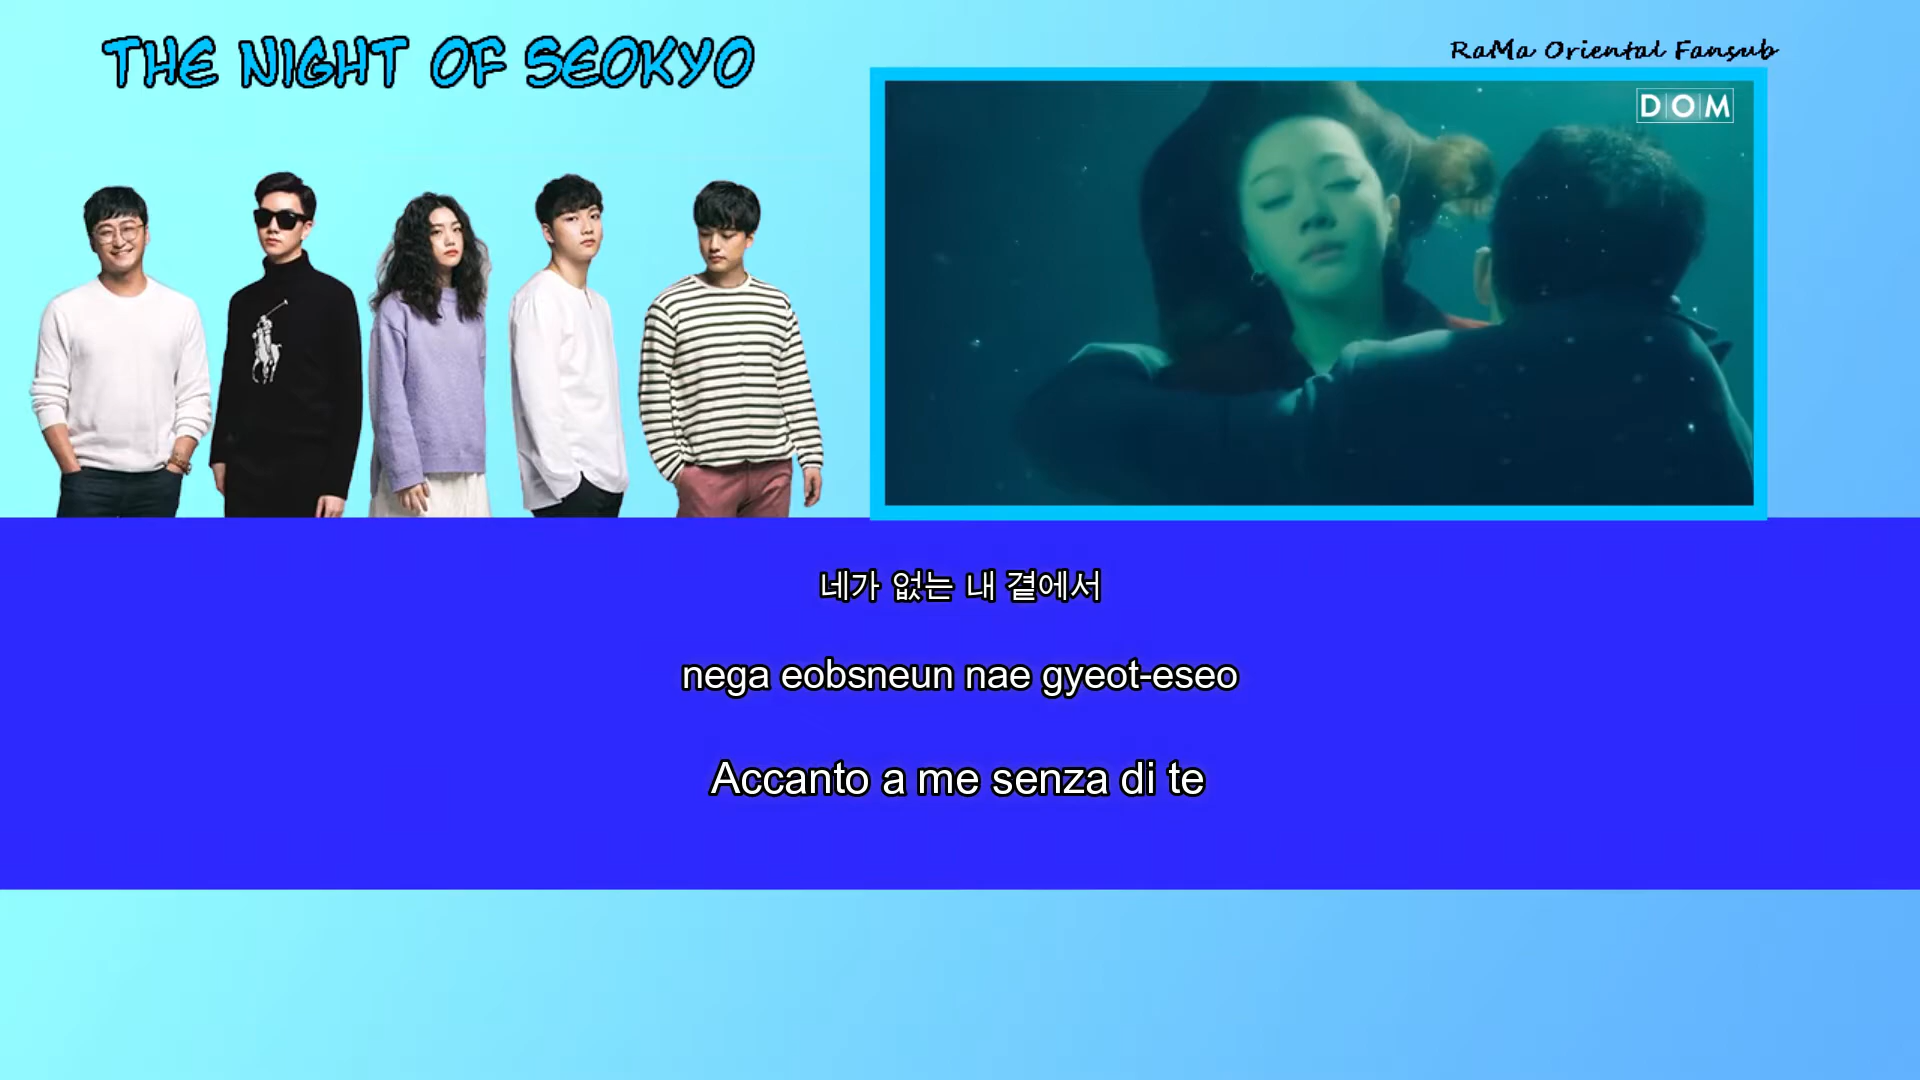 THE NIGHT OF SEOKYO
RaMa Oriental Fansub
DOM
네가 없는 내 곁에서
nega eobsneun nae gyeot-eseo
Accanto a me senza di te